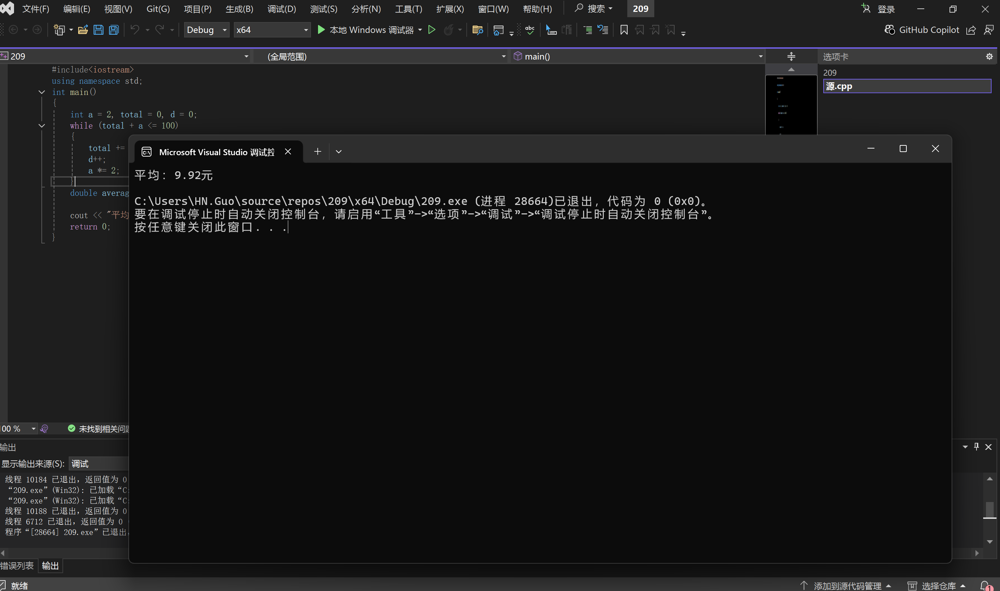 文件(F) 编辑(E) 视图(V) Git(G) 项目(P) 生成(B) 调试(D) 测试(S) 分析(N) 工具(T) 扩展(X) 窗口(W) 帮助(H) 搜索 209 登录
Debug x64 本地 Windows 调试器 abc GitHub Copilot
209 (全局范围) main() 选项卡
209
源.cpp
#include<iostream>
using namespace std;
int main()
{
int a = 2, total = 0, d = 0;
while (total + a <= 100)
{
total +=
d++;
a *= 2;
}
double averag
cout << "平均
return 0;
}
Microsoft Visual Studio 调试控
平均: 9.92元
C:\Users\HN.Guo\source\repos\209\x64\Debug\209.exe (进程 28664)已退出，代码为 0 (0x0)。
要在调试停止时自动关闭控制台，请启用“工具”->“选项”->“调试”->“调试停止时自动关闭控制台”。
按任意键关闭此窗口. . .
00 % 未找到相关问题
输出
显示输出来源(S): 调试
线程 10184 已退出，返回值为 0
“209.exe”(Win32): 已加载“C:
“209.exe”(Win32): 已加载“C:
线程 10188 已退出，返回值为 0
线程 6712 已退出，返回值为 0
程序“[28664] 209.exe”已退出，
错误列表 输出
就绪 添加到源代码管理 选择仓库 1